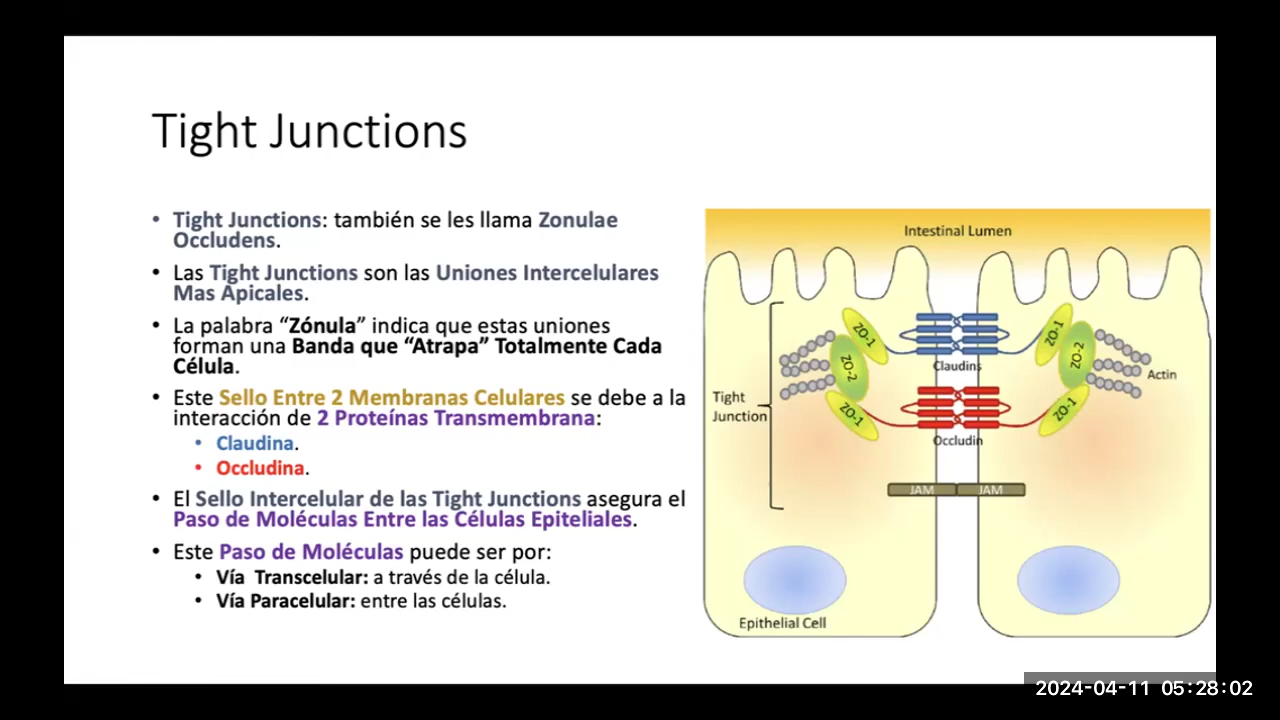 Tight Junctions
• Tight Junctions: también se les llama Zonulae
Occludens.
• Las Tight Junctions son las Uniones Intercelulares
Mas Apicales.
• La palabra “Zónula” indica que estas uniones
forman una Banda que “Atrapa” Totalmente Cada
Célula.
• Este Sello Entre 2 Membranas Celulares se debe a la
interacción de 2 Proteínas Transmembrana:
• Claudina.
• Occludina.
• El Sello Intercelular de las Tight Junctions asegura el
Paso de Moléculas Entre las Células Epiteliales.
• Este Paso de Moléculas puede ser por:
• Vía Transcelular: a través de la célula.
• Vía Paracelular: entre las células.
Intestinal Lumen
ZO-1
ZO-2
ZO-1
Claudins
Occludin
ZO-1
ZO-2
ZO-1
Actin
Tight
Junction
JAM
JAM
Epithelial Cell
2024-04-11 05:28:02